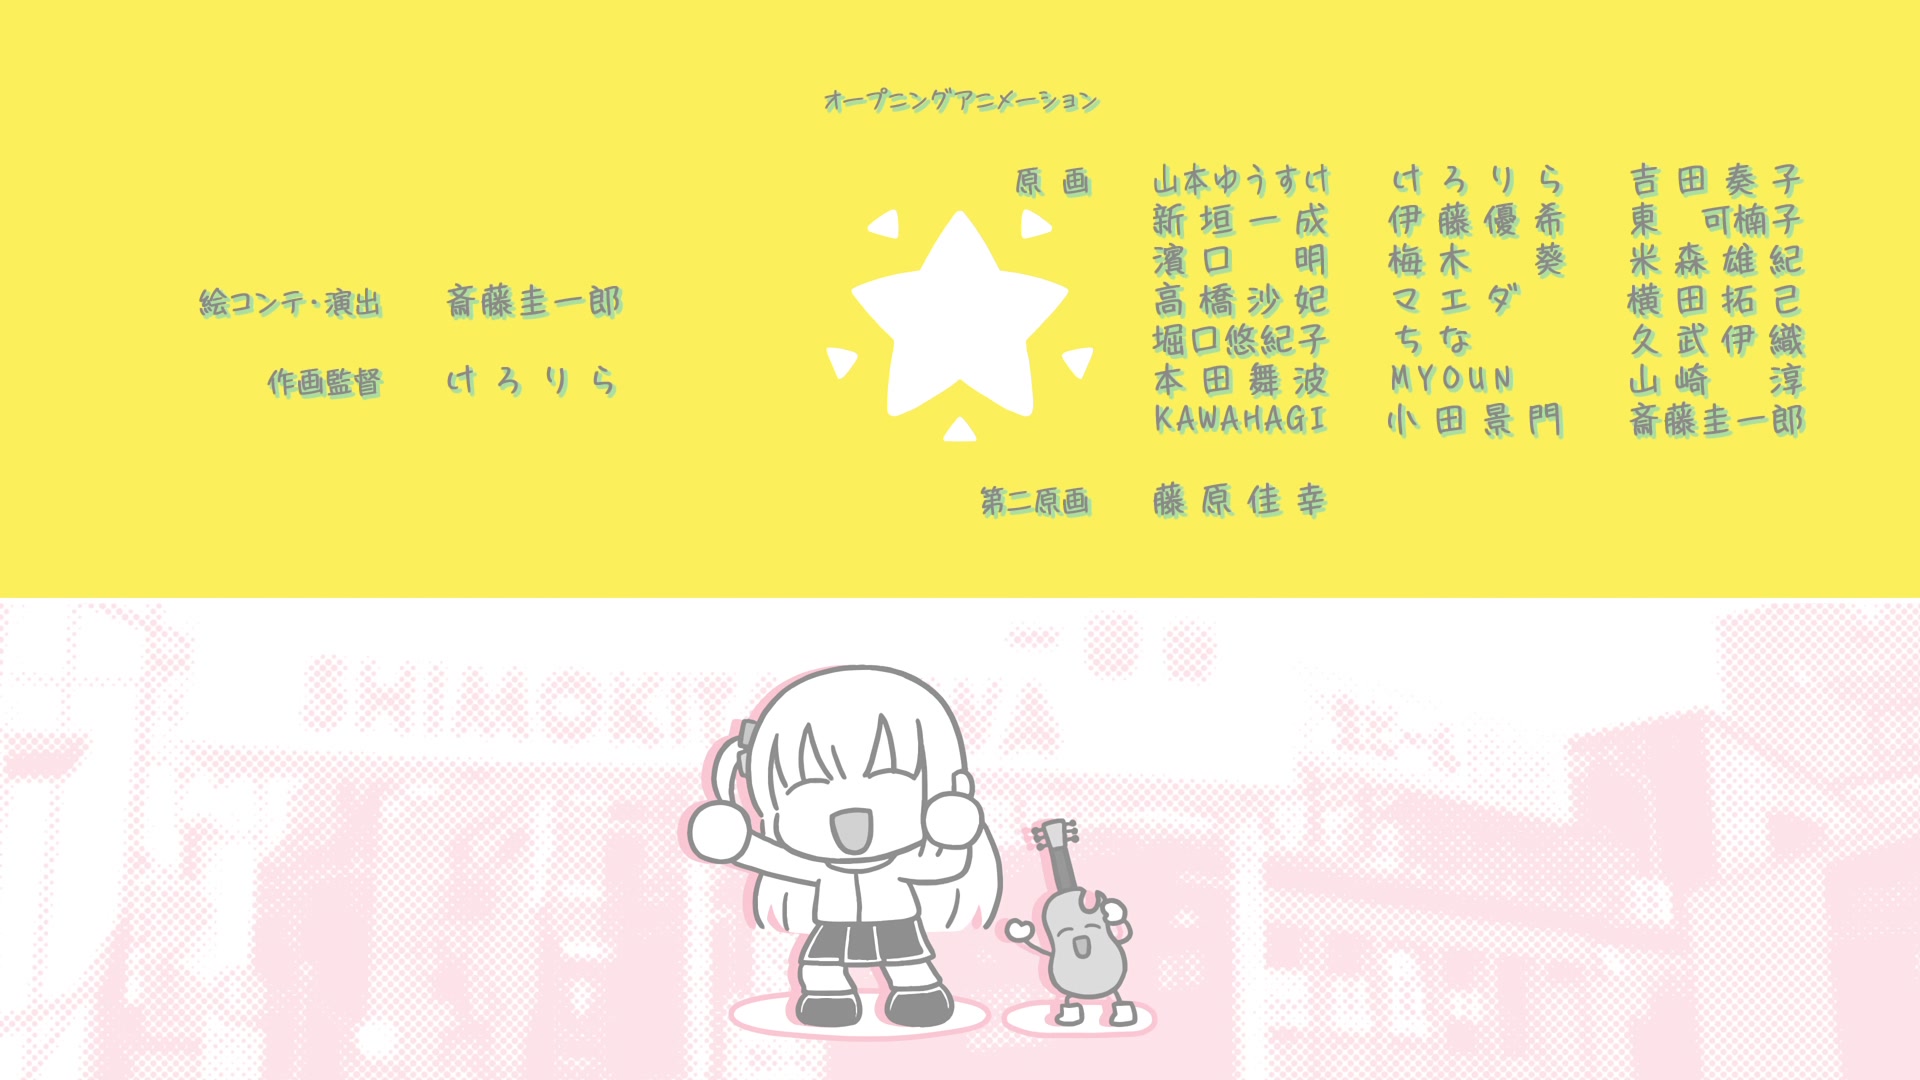 オープニングアニメーション
絵コンテ・演出 斎藤圭一郎
作画監督 けろりら
原画 山本ゆうすけ けろりら 吉田奏子
新垣一成 伊藤優希 東 可楠子
濱口 明 梅木 葵 米森雄紀
高橋沙妃 マエダ 横田拓己
堀口悠紀子 ちな 久武伊織
本田舞波 MYOUN 山崎 淳
KAWAHAGI 小田景門 斎藤圭一郎
第二原画 藤原佳幸